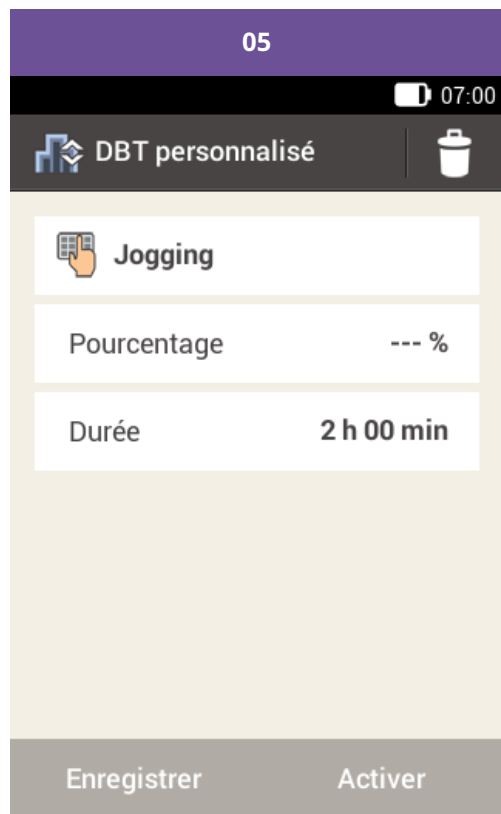 05
07:00
DBT personnalisé
Jogging
Pourcentage --- %
Durée 2 h 00 min
Enregistrer Activer